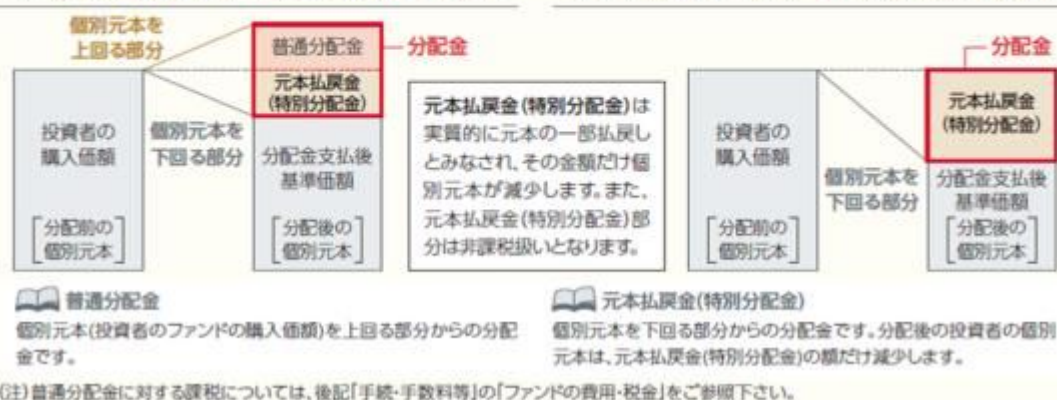 個別元本を
上回る部分
普通分配金
分配金
元本払戻金
(特別分配金)
投資者の
購入価額
個別元本を
下回る部分
分配金支払後
基準価額
[分配前の
個別元本]
[分配後の
個別元本]
元本払戻金(特別分配金)は
実質的に元本の一部払戻し
とみなされ、その金額だけ個
別元本が減少します。また、
元本払戻金(特別分配金)部
分は非課税扱いとなります。
分配金
元本払戻金
(特別分配金)
投資者の
購入価額
個別元本を
下回る部分
分配金支払後
基準価額
[分配前の
個別元本]
[分配後の
個別元本]
普通分配金
個別元本(投資者のファンドの購入価額)を上回る部分からの分配
金です。
元本払戻金(特別分配金)
個別元本を下回る部分からの分配金です。分配後の投資者の個別
元本は、元本払戻金(特別分配金)の額だけ減少します。
(注)普通分配金に対する課税については、後記「手続・手数料等」の「ファンドの費用・税金」をご参照下さい。